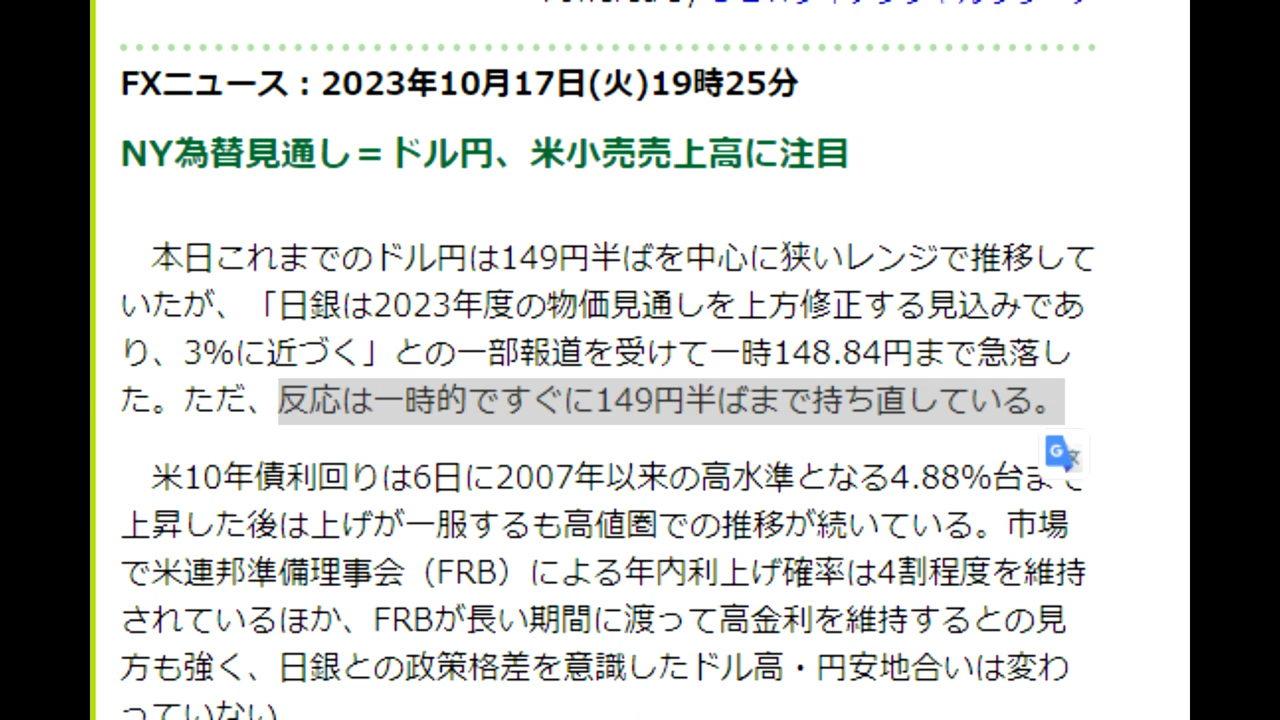 FXニュース：2023年10月17日(火)19時25分
NY為替見通し＝ドル円、米小売売上高に注目
本日これまでのドル円は149円半ばを中心に狭いレンジで推移して
いたが、「日銀は2023年度の物価見通しを上方修正する見込みであ
り、3%に近づく」との一部報道を受けて一時148.84円まで急落し
た。ただ、反応は一時的ですぐに149円半ばまで持ち直している。
米10年債利回りは6日に2007年以来の高水準となる4.88%台まで
上昇した後は上げが一服するも高値圏での推移が続いている。市場
で米連邦準備理事会（FRB）による年内利上げ確率は4割程度を維持
されているほか、FRBが長い期間に渡って高金利を維持するとの見
方も強く、日銀との政策格差を意識したドル高・円安地合いは変わ
っていない